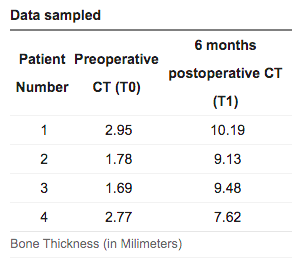 Data sampled
Patient Number Preoperative CT (T0) 6 months postoperative CT (T1)
1 2.95 10.19
2 1.78 9.13
3 1.69 9.48
4 2.77 7.62
Bone Thickness (in Milimeters)